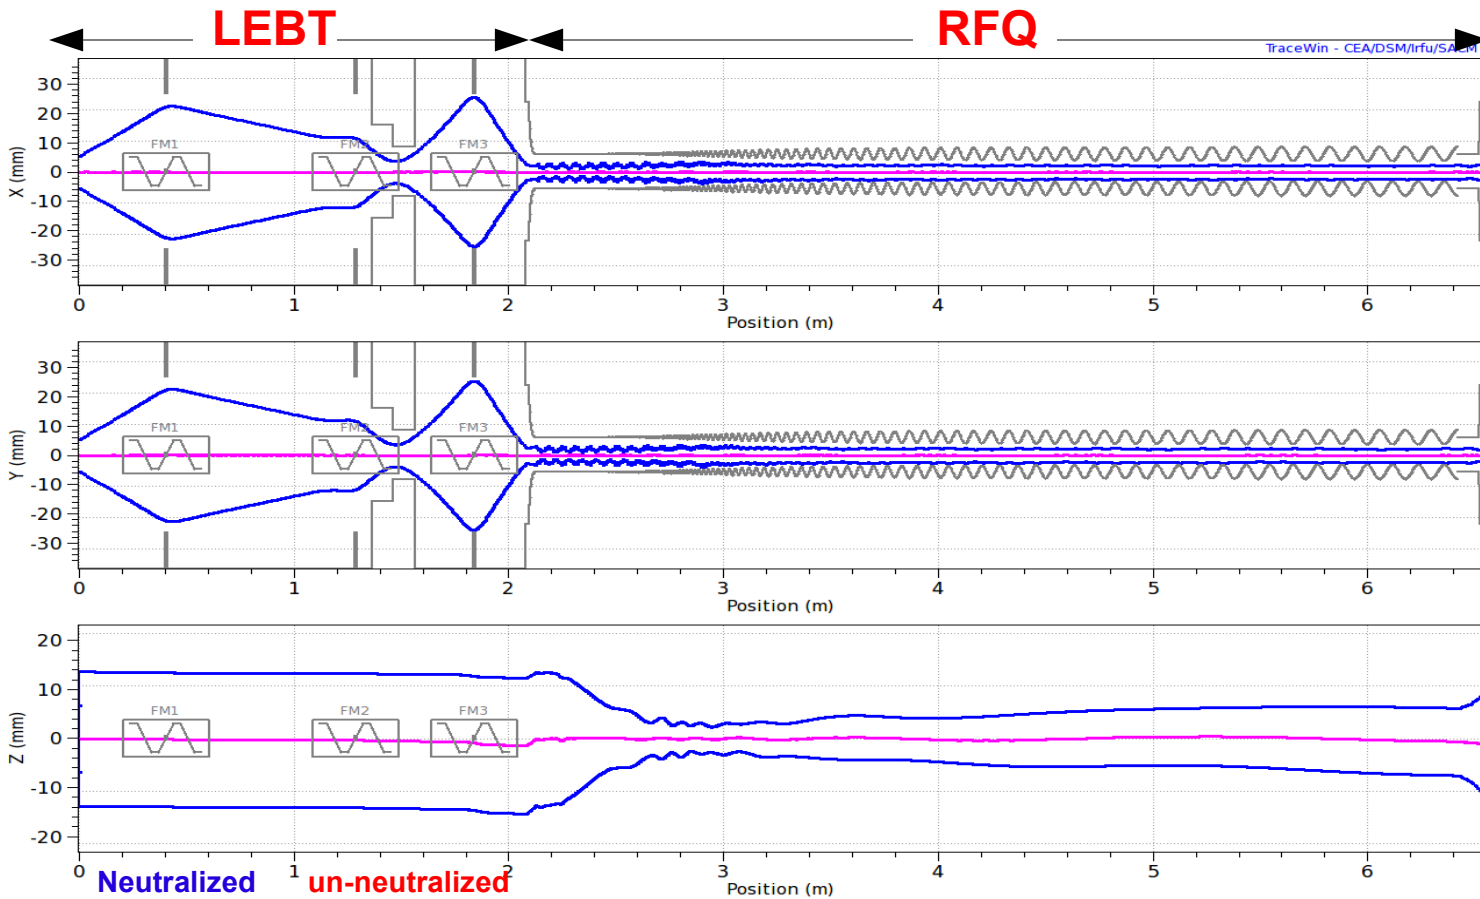 LEBT RFQ
TraceWin - CEA/DSM/Irfu/SACM
30
20
10
0
-10
-20
-30
X (mm)
FM1 FM2 FM3
0 1 2 3 4 5 6
Position (m)
30
20
10
0
-10
-20
-30
Y (mm)
FM1 FM2 FM3
0 1 2 3 4 5 6
Position (m)
20
10
0
-10
-20
Z (mm)
FM1 FM2 FM3
0 1 2 3 4 5 6
Neutralized un-neutralized
Position (m)